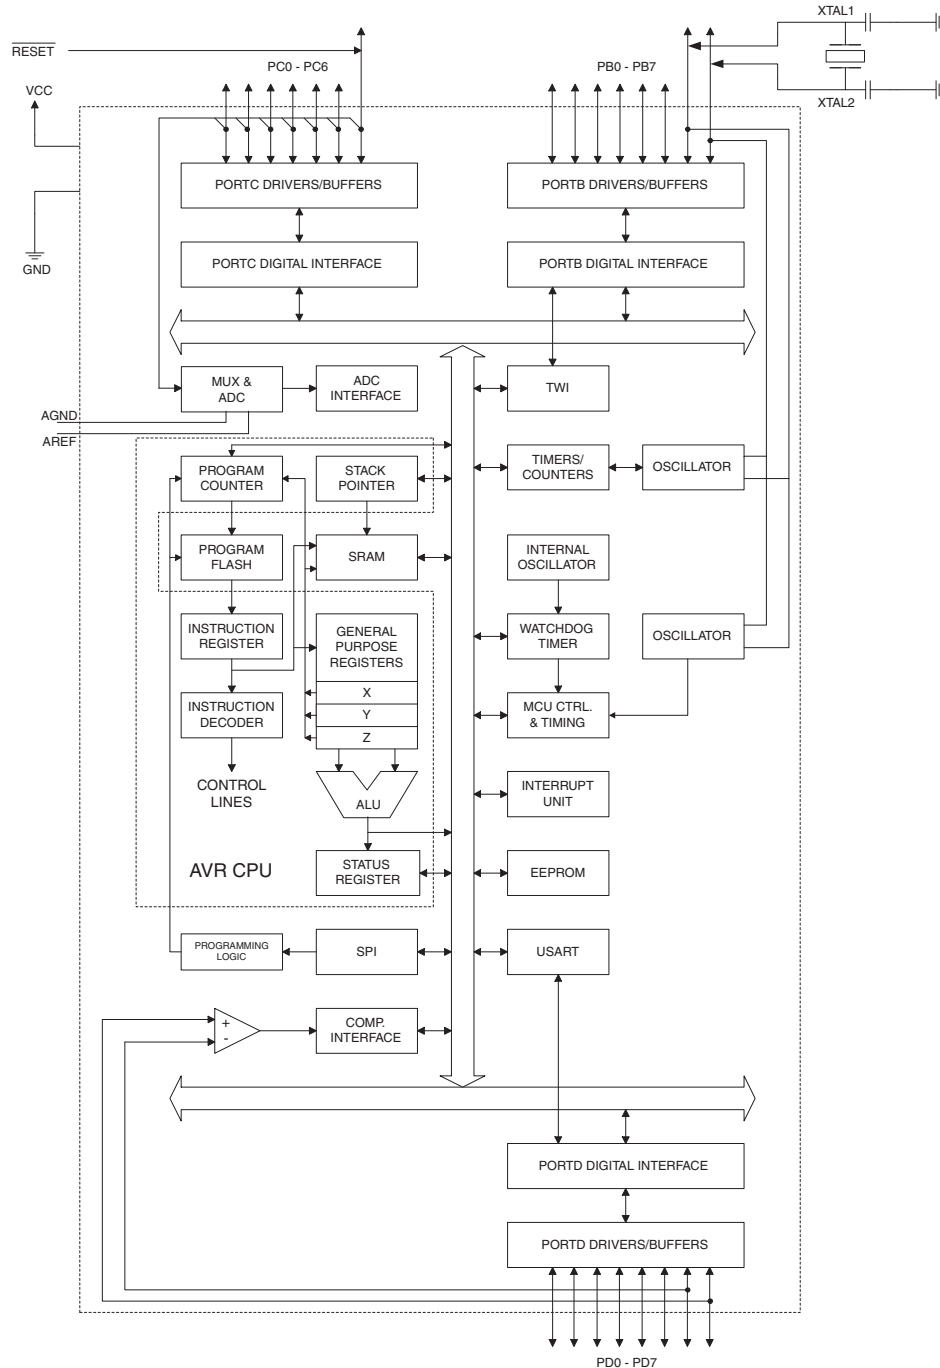 XTAL1
RESET
PC0 - PC6
PB0 - PB7
VCC
XTAL2
PORTC DRIVERS/BUFFERS
PORTB DRIVERS/BUFFERS
PORTC DIGITAL INTERFACE
PORTB DIGITAL INTERFACE
GND
MUX &
ADC
ADC
INTERFACE
TWI
AGND
AREF
PROGRAM
COUNTER
STACK
POINTER
TIMERS/
COUNTERS
OSCILLATOR
PROGRAM
FLASH
SRAM
INTERNAL
OSCILLATOR
INSTRUCTION
REGISTER
GENERAL
PURPOSE
REGISTERS
WATCHDOG
TIMER
OSCILLATOR
X
Y
Z
INSTRUCTION
DECODER
MCU CTRL.
& TIMING
CONTROL
LINES
ALU
INTERRUPT
UNIT
AVR CPU
STATUS
REGISTER
EEPROM
PROGRAMMING
LOGIC
SPI
USART
+
-
COMP.
INTERFACE
PORTD DIGITAL INTERFACE
PORTD DRIVERS/BUFFERS
PD0 - PD7